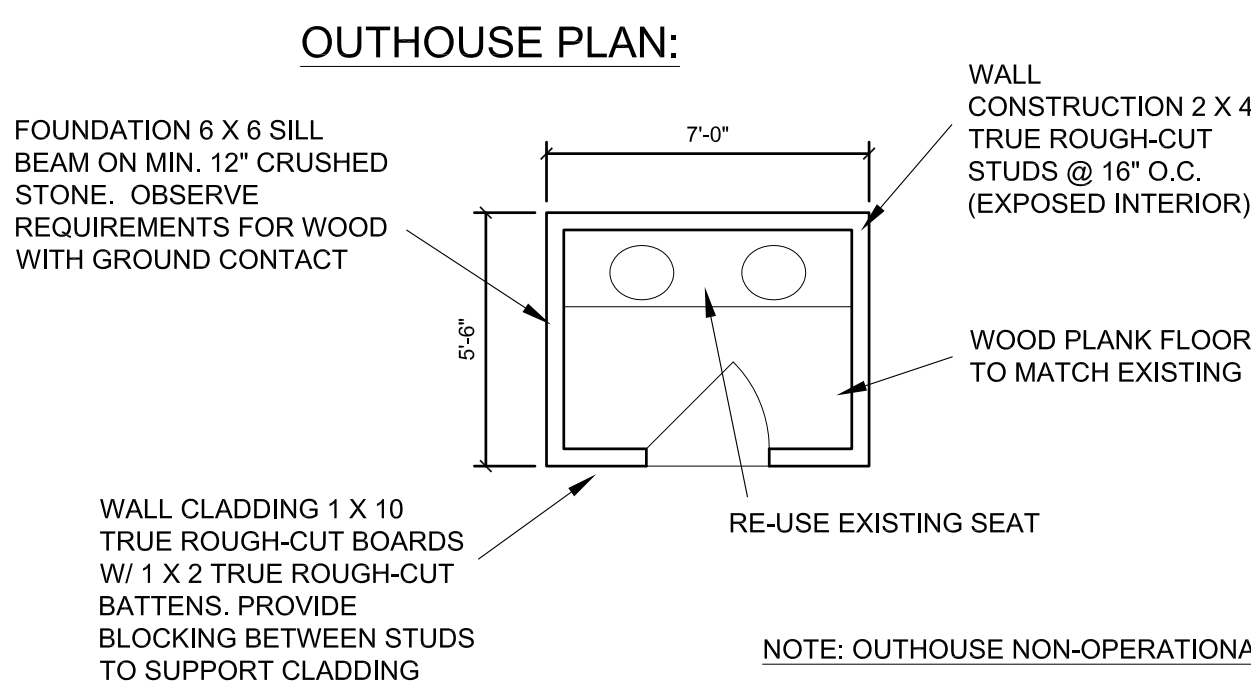 OUTHOUSE PLAN:
FOUNDATION 6 X 6 SILL
BEAM ON MIN. 12" CRUSHED
STONE. OBSERVE
REQUIREMENTS FOR WOOD
WITH GROUND CONTACT
7'-0"
WALL
CONSTRUCTION 2 X 4
TRUE ROUGH-CUT
STUDS @ 16" O.C.
(EXPOSED INTERIOR)
5'-6"
WOOD PLANK FLOOR
TO MATCH EXISTING
WALL CLADDING 1 X 10
TRUE ROUGH-CUT BOARDS
W/ 1 X 2 TRUE ROUGH-CUT
BATTENS. PROVIDE
BLOCKING BETWEEN STUDS
TO SUPPORT CLADDING
RE-USE EXISTING SEAT
NOTE: OUTHOUSE NON-OPERATIONA